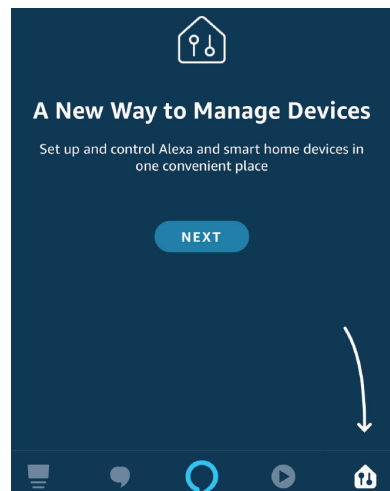 A New Way to Manage Devices
Set up and control Alexa and smart home devices in
one convenient place
NEXT